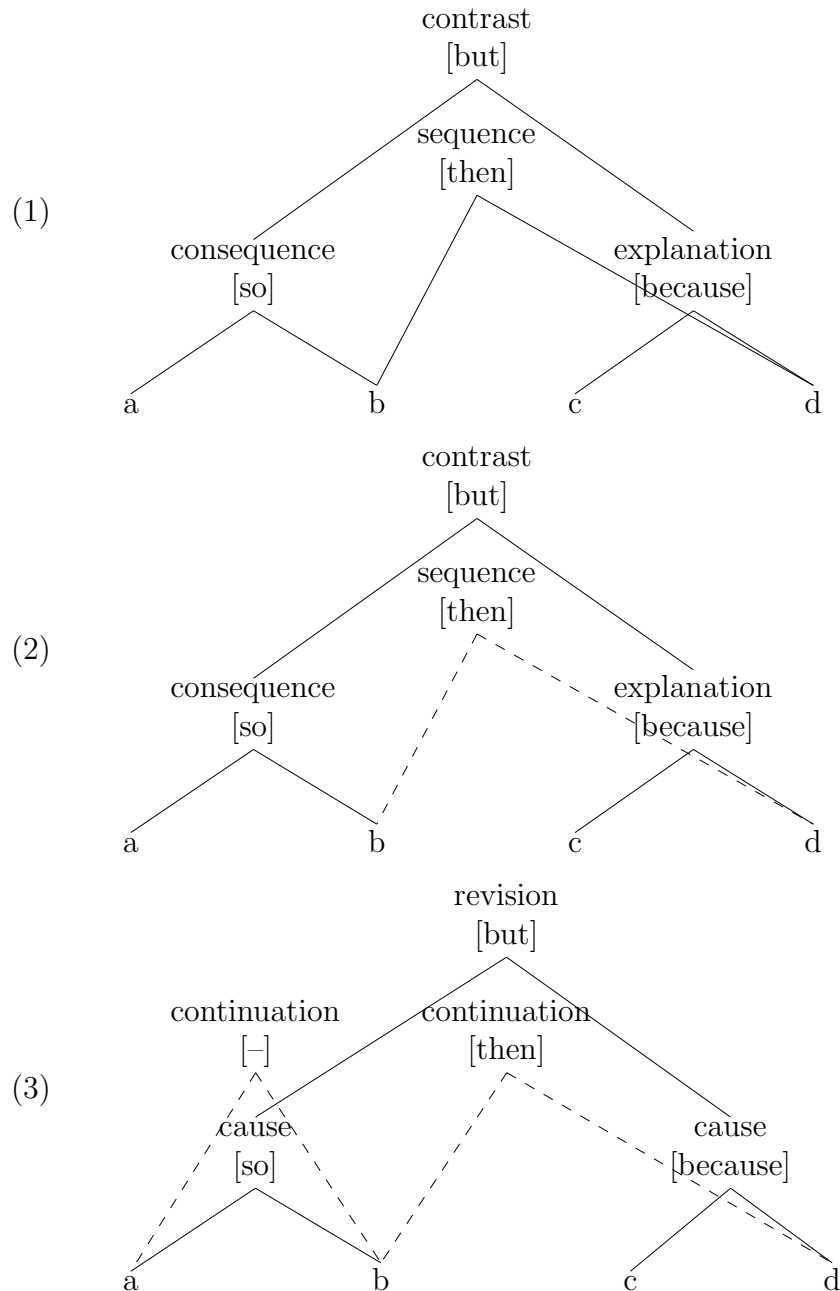 contrast
[but]
sequence
[then]
(1)
consequence explanation
[so] [because]
a b c d
contrast
[but]
sequence
[then]
(2)
consequence explanation
[so] [because]
a b c d
revision
[but]
continuation continuation
[–] [then]
(3)
cause cause
[so] [because]
a b c d